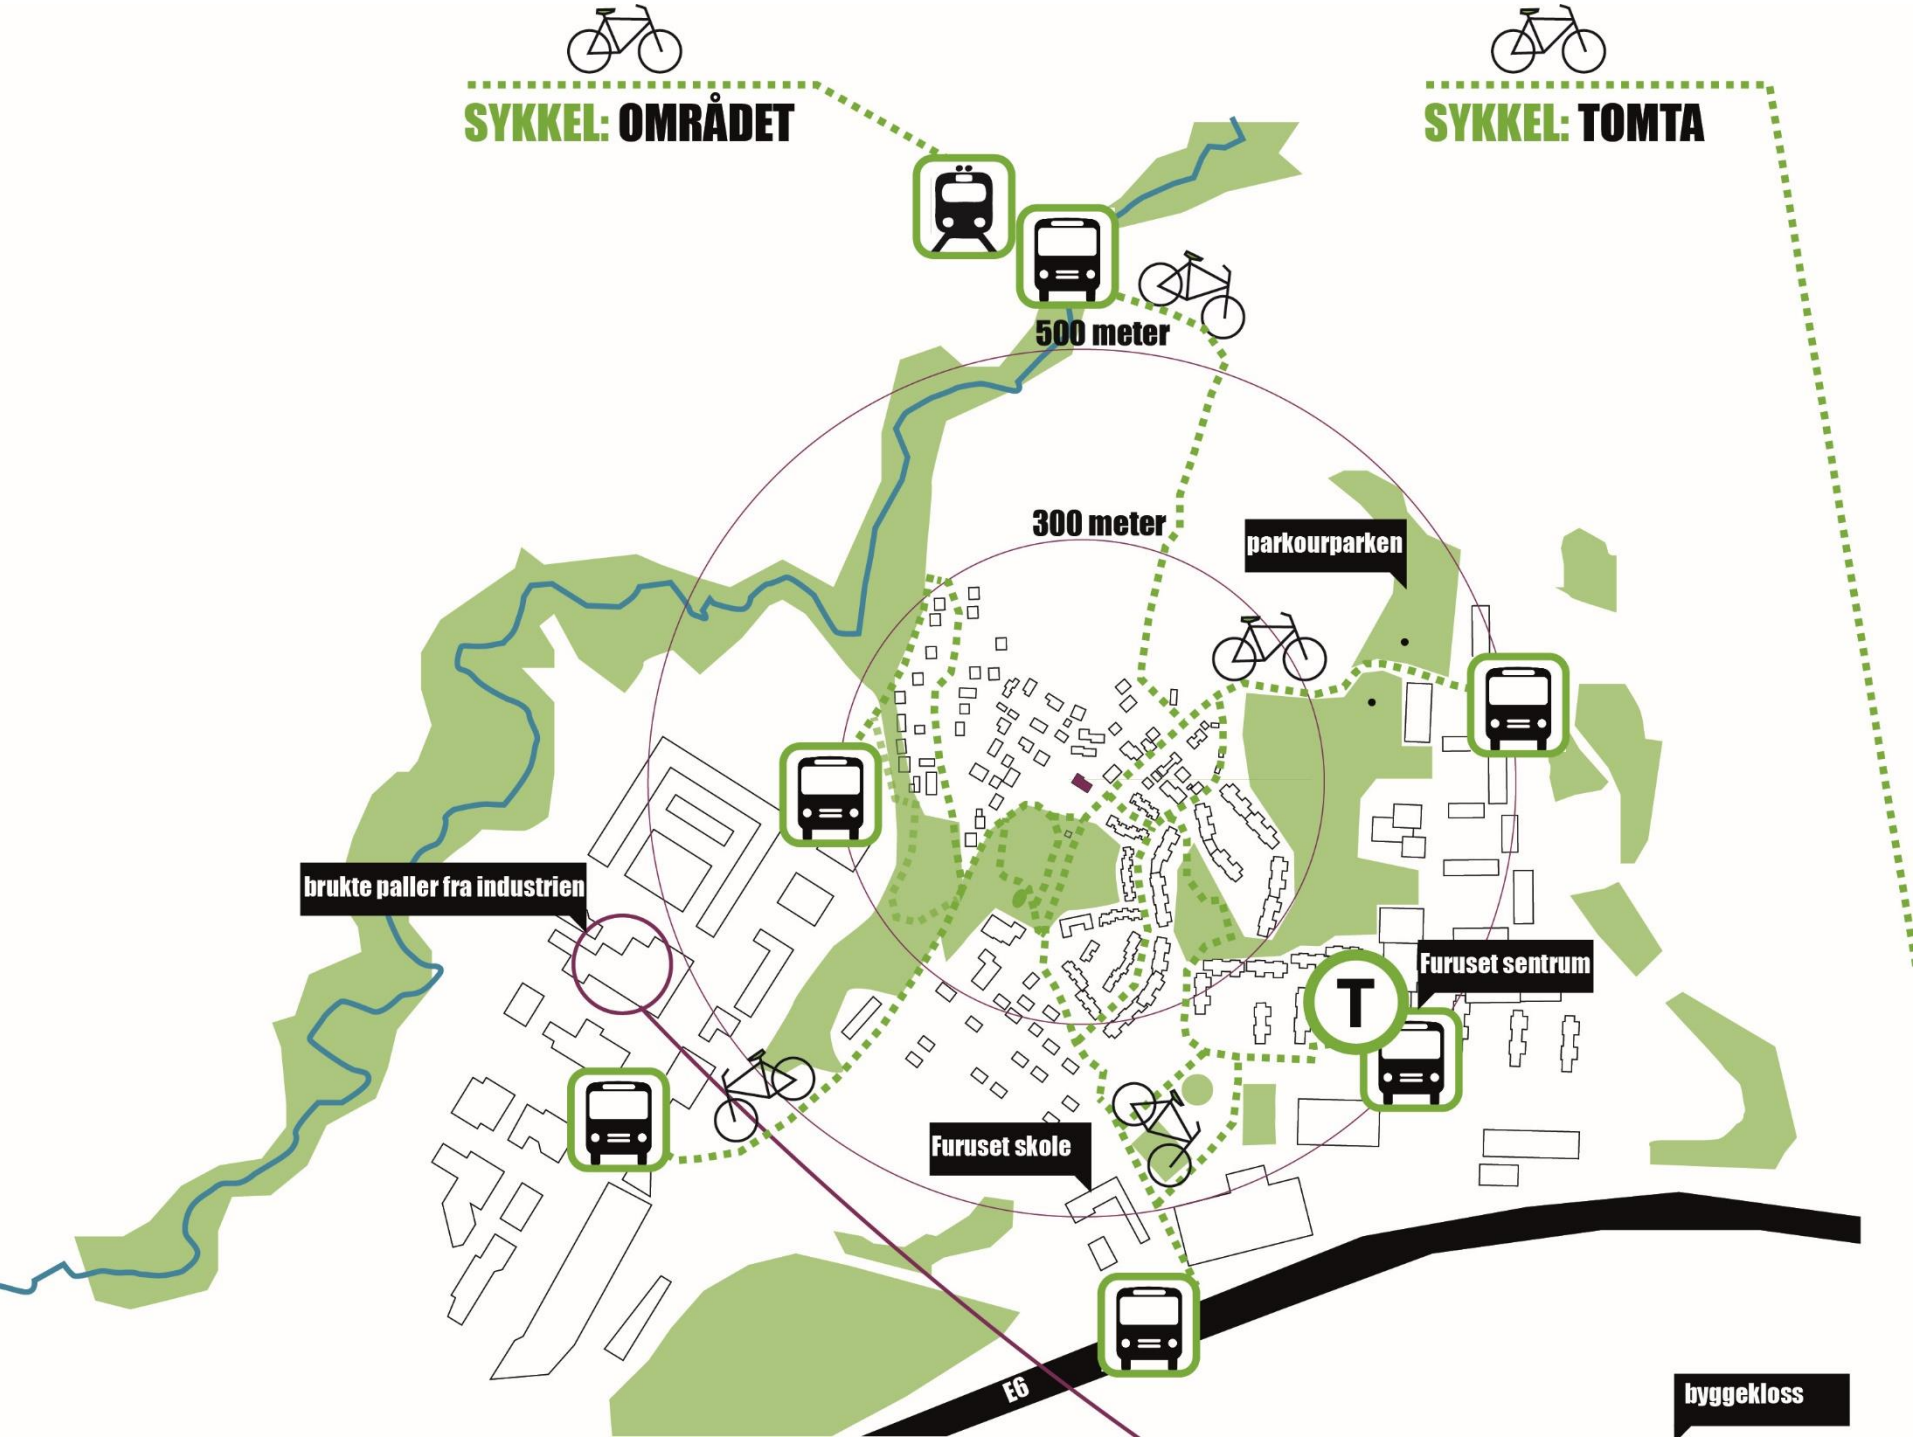 SYKKEL: OMRÅDET
SYKKEL: TOMTA
500 meter
300 meter
parkourparken
brukte paller fra industrien
Furuset sentrum
T
Furuset skole
E6
byggekloss